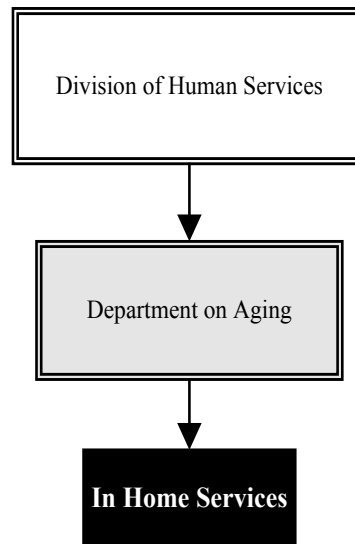 Division of Human Services
Department on Aging
In Home Services